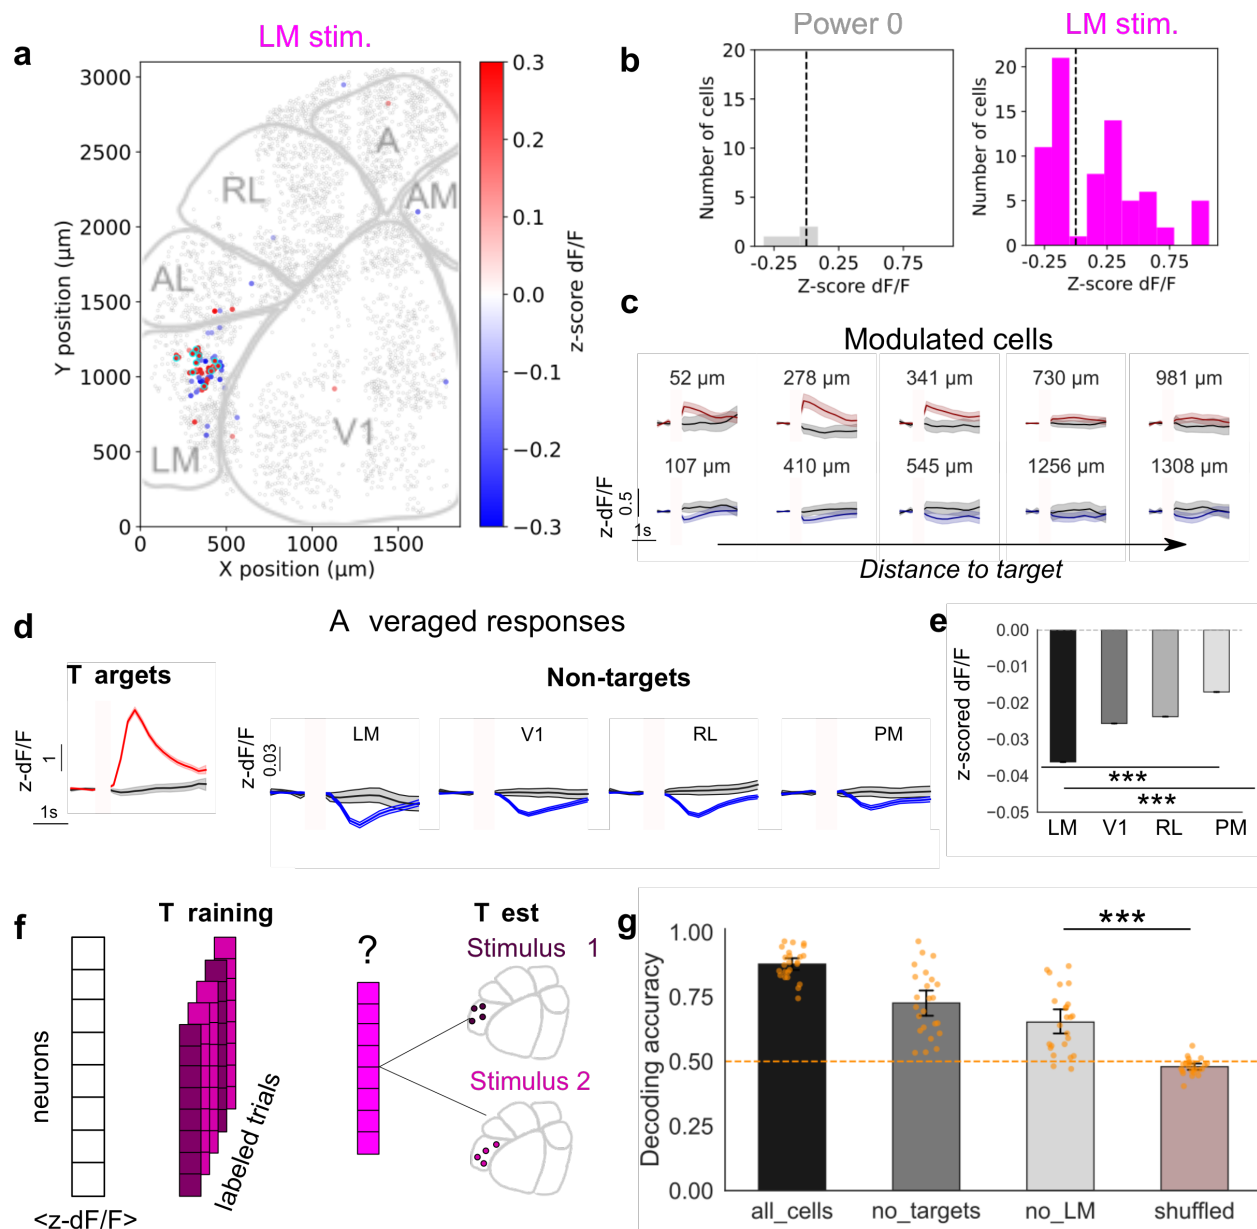 a
LM stim.
3000
2500
2000
1500
1000
500
0
Y position (µm)
0
500
1000
1500
X position (µm)
A
RL
AM
AL
V1
LM
0.3
0.2
0.1
0.0
−0.1
−0.2
−0.3
z-score dF/F
b
Power 0
20
15
10
5
0
Number of cells
-0.25
0.25
0.75
Z-score dF/F
LM stim.
20
15
10
5
0
Number of cells
-0.25
0.25
0.75
Z-score dF/F
c
Modulated cells
52 µm
278 µm
341 µm
730 µm
981 µm
107 µm
410 µm
545 µm
1256 µm
1308 µm
z-dF/F
0.5
1s
Distance to target
d
A veraged responses
T argets
z-dF/F
1
1s
Non-targets
z-dF/F
0.03
LM
V1
RL
PM
e
0.00
−0.01
−0.02
−0.03
−0.04
−0.05
z-scored dF/F
***
***
LM
V1
RL
PM
f
neurons
<z-dF/F>
T raining
labeled trials
?
T est
Stimulus 1
Stimulus 2
g
***
1.00
0.75
0.50
0.25
0.00
Decoding accuracy
all_cells
no_targets
no_LM
shuffled